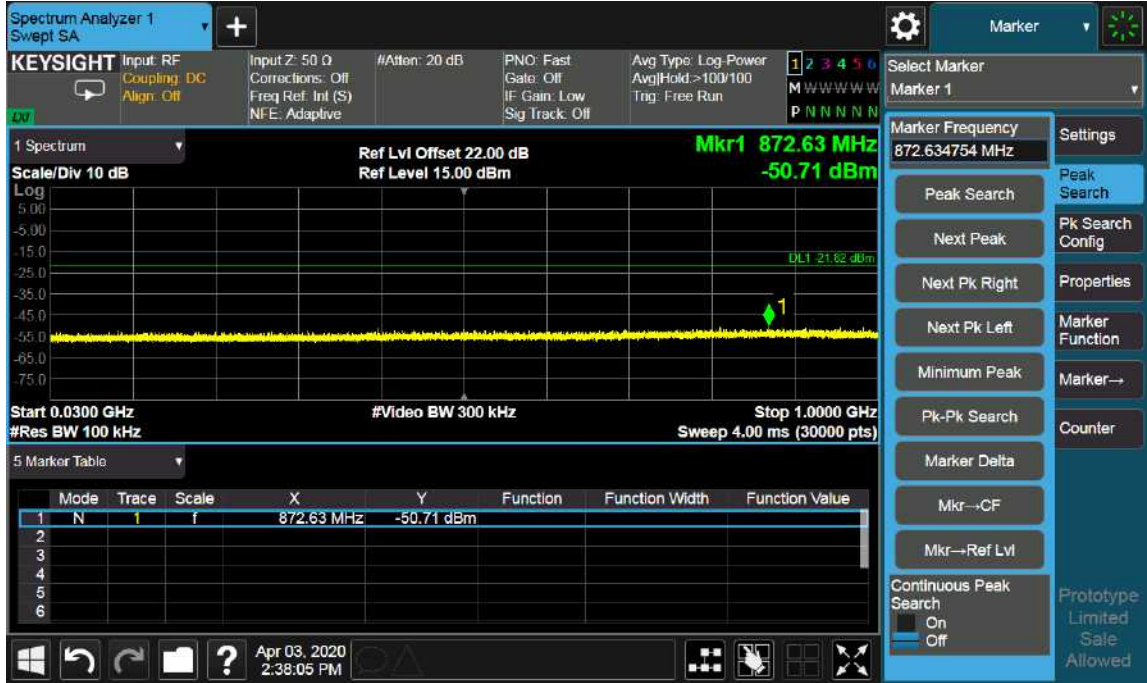 Spectrum Analyzer 1
Swept SA
+
Marker
KEYSIGHT
Input: RF
Coupling: DC
Align: Off
Input Z: 50 Ω
Corrections: Off
Freq Ref: Int (S)
NFE: Adaptive
#Atten: 20 dB
PNO: Fast
Gate: Off
IF Gain: Low
Sig Track: Off
Avg Type: Log-Power
Avg|Hold:>100/100
Trig: Free Run
1 2 3 4 5 6
M W W W W W
P N N N N N
Select Marker
Marker 1
1 Spectrum
Scale/Div 10 dB
Log
Ref Lvl Offset 22.00 dB
Ref Level 15.00 dBm
Mkr1 872.63 MHz
-50.71 dBm
5.00
-5.00
-15.0
-25.0
-35.0
-45.0
-55.0
-65.0
-75.0
DL1 -21.82 dBm
1
Start 0.0300 GHz
#Res BW 100 kHz
#Video BW 300 kHz
Stop 1.0000 GHz
Sweep 4.00 ms (30000 pts)
5 Marker Table
Mode Trace Scale X Y Function Function Width Function Value
1 N 1 f 872.63 MHz -50.71 dBm
2
3
4
5
6
Marker Frequency
872.634754 MHz
Peak Search
Next Peak
Next Pk Right
Next Pk Left
Minimum Peak
Pk-Pk Search
Marker Delta
Mkr→CF
Mkr→Ref Lvl
Continuous Peak
Search
On
Off
Settings
Peak
Search
Pk Search
Config
Properties
Marker
Function
Marker→
Counter
Prototype
Limited
Sale
Allowed
?
Apr 03, 2020
2:38:05 PM